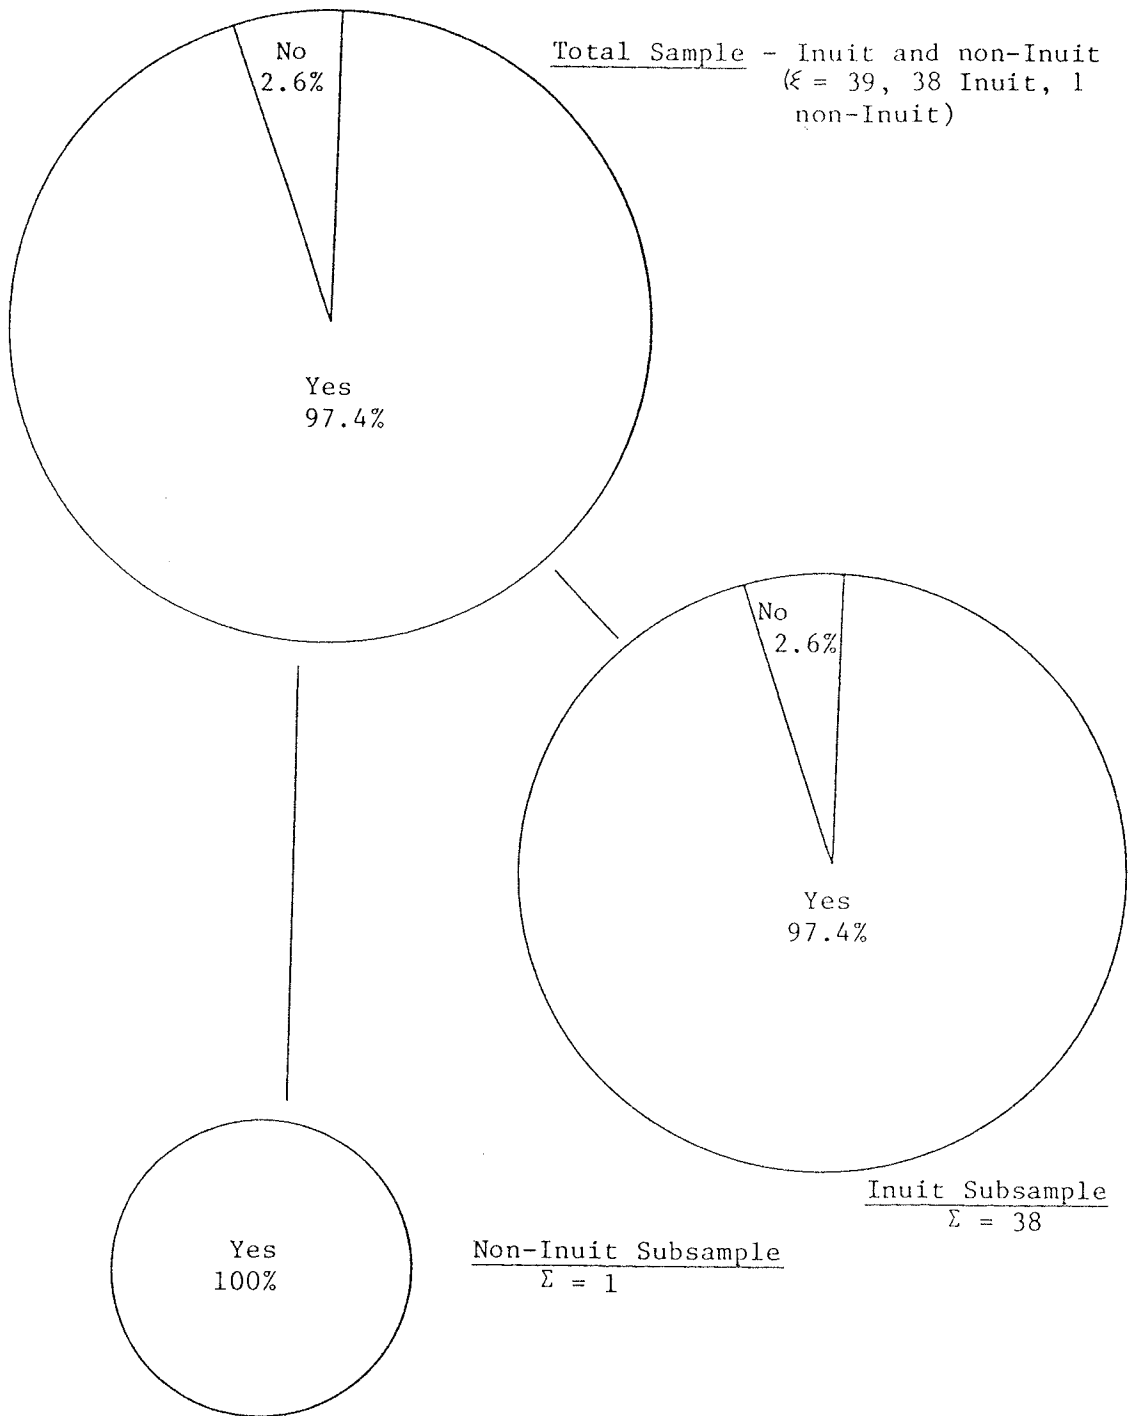 Total Sample - Inuit and non-Inuit
(ξ = 39, 38 Inuit, 1
non-Inuit)
No
2.6%
Yes
97.4%
No
2.6%
Yes
97.4%
Inuit Subsample
Σ = 38
Yes
100%
Non-Inuit Subsample
Σ = 1